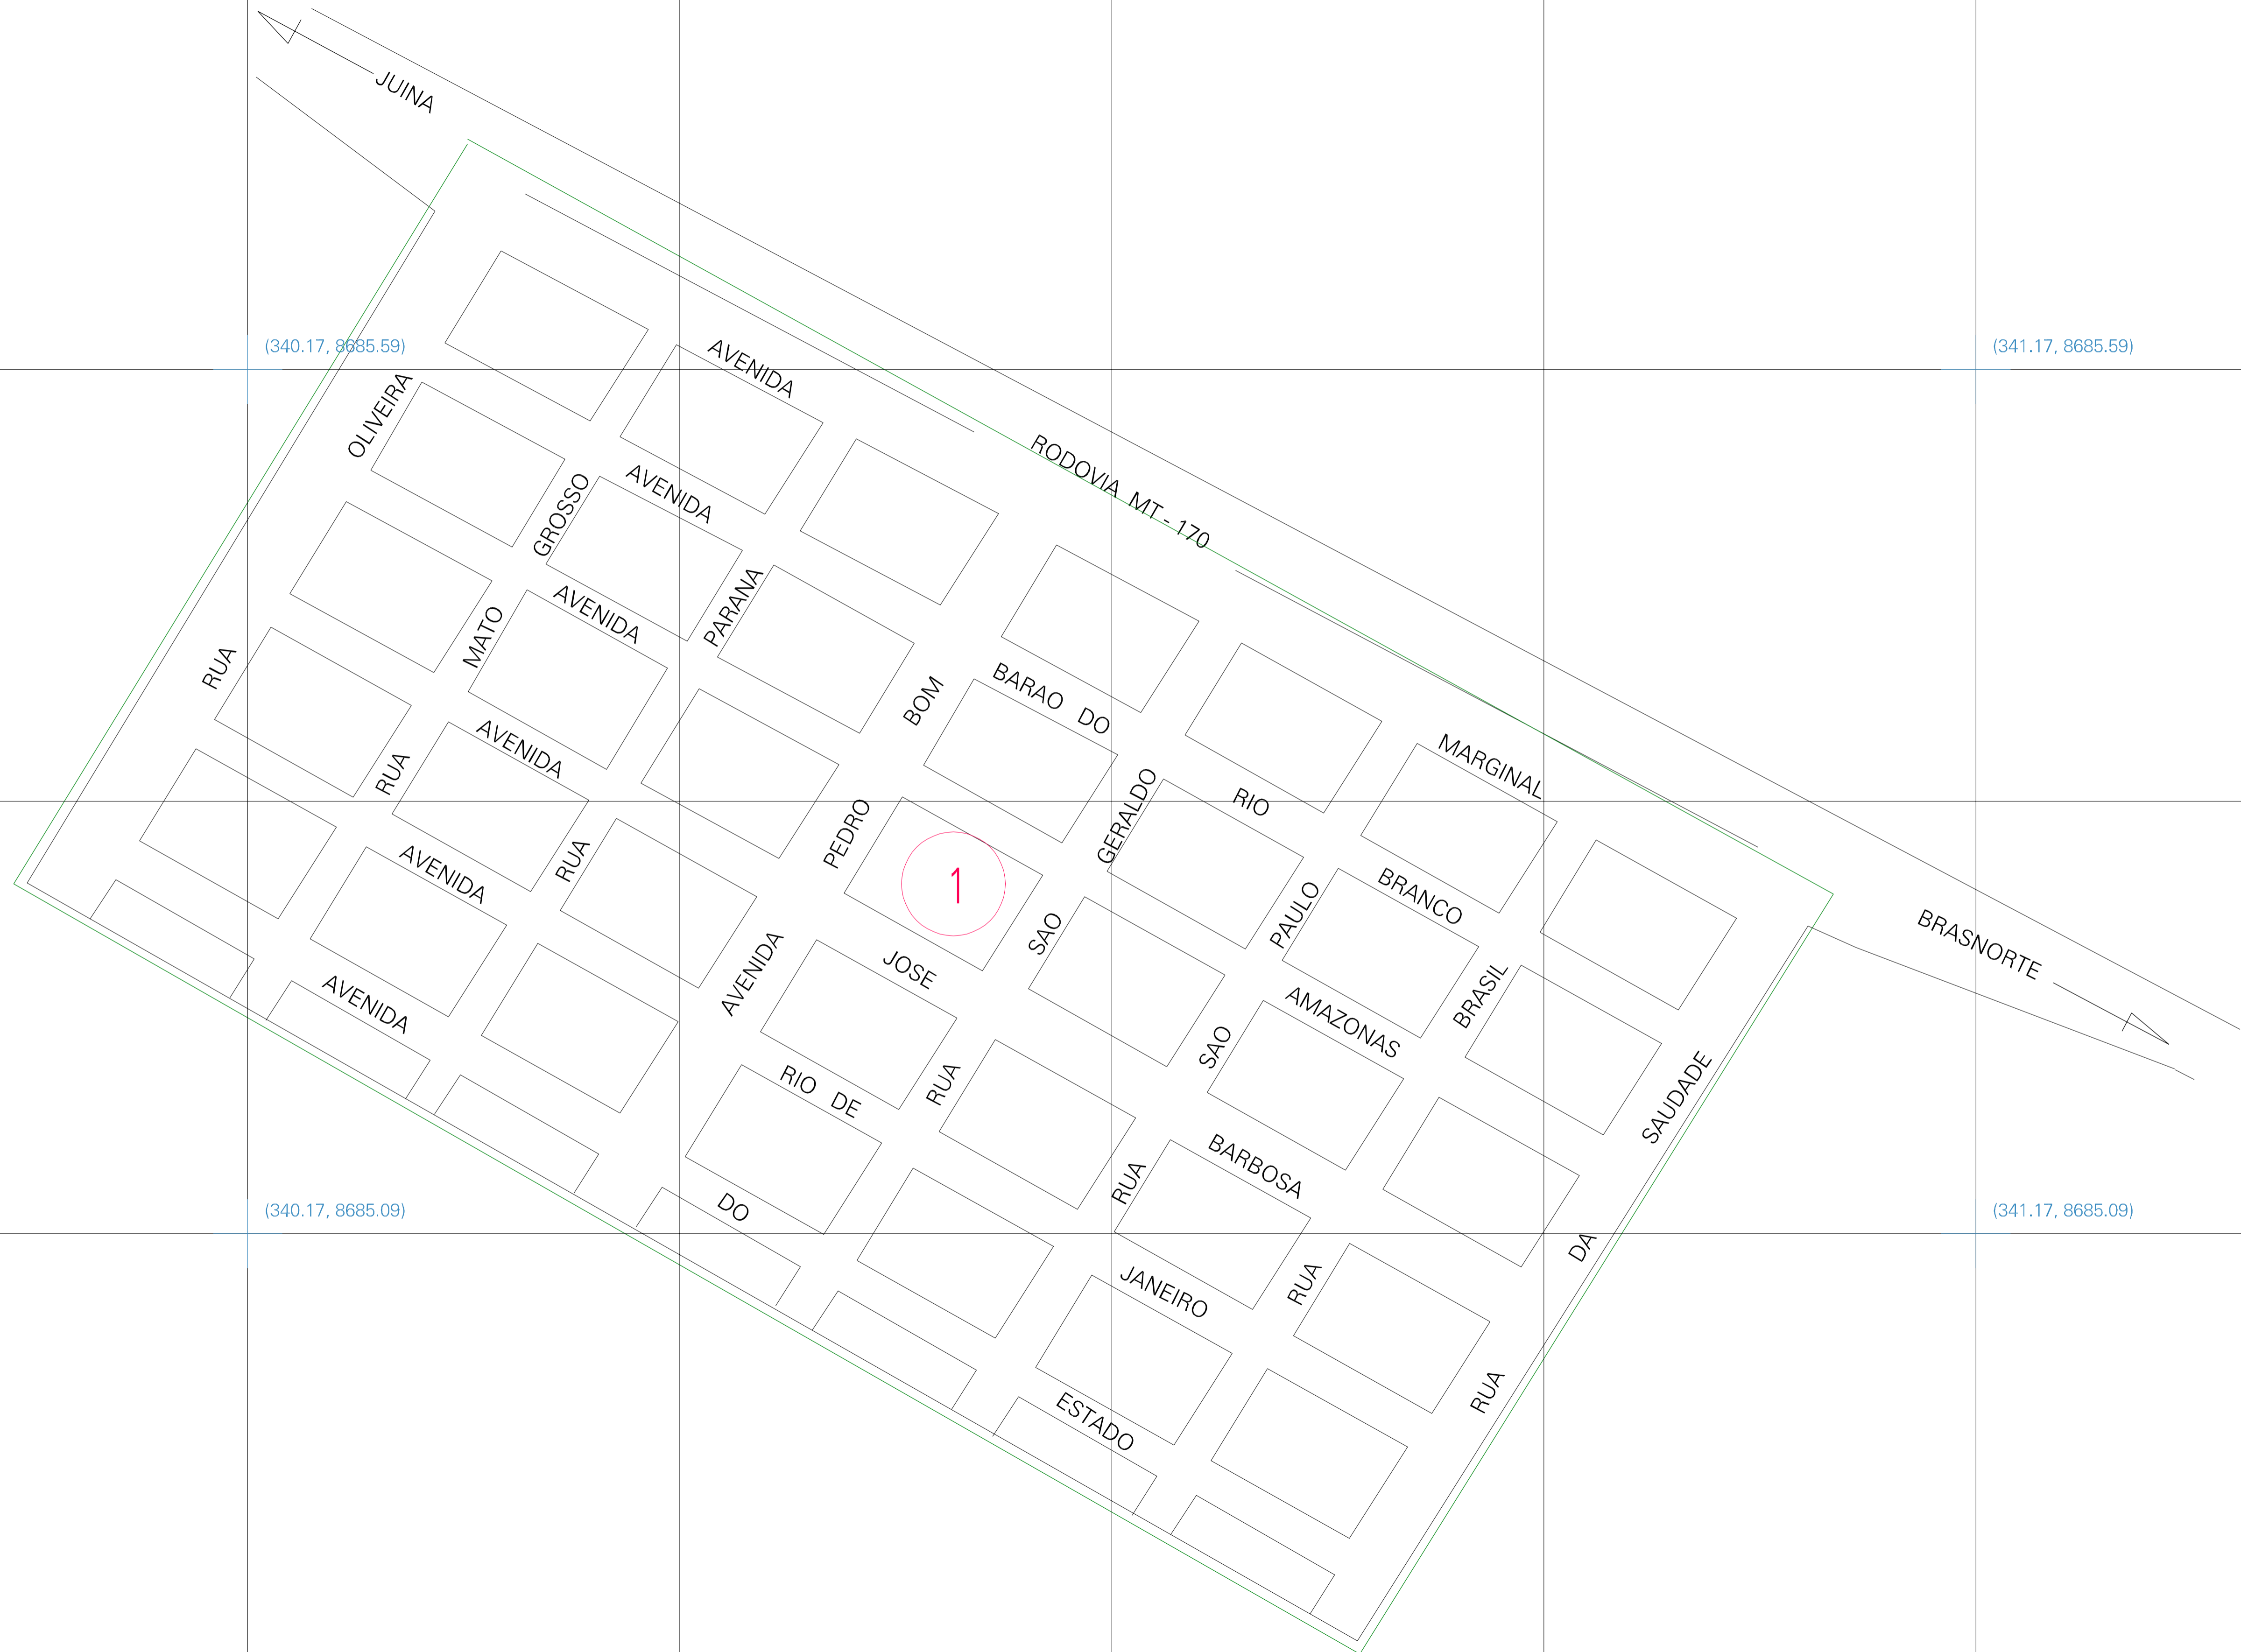 JUINA
(340.17, 8685.59)
(341.17, 8685.59)
AVENIDA MARGINAL
RODOVIA MT - 170
BRASNORTE
AVENIDA BARAO DO RIO BRANCO
AVENIDA AMAZONAS
AVENIDA JOSE BARBOSA
AVENIDA RIO DE JANEIRO
AVENIDA DO ESTADO
RUA OLIVEIRA
RUA MATO GROSSO
RUA PARANA
AVENIDA PEDRO BOM
RUA SAO GERALDO
RUA SAO PAULO
RUA BRASIL
RUA DA SAUDADE
1
(340.17, 8685.09)
(341.17, 8685.09)